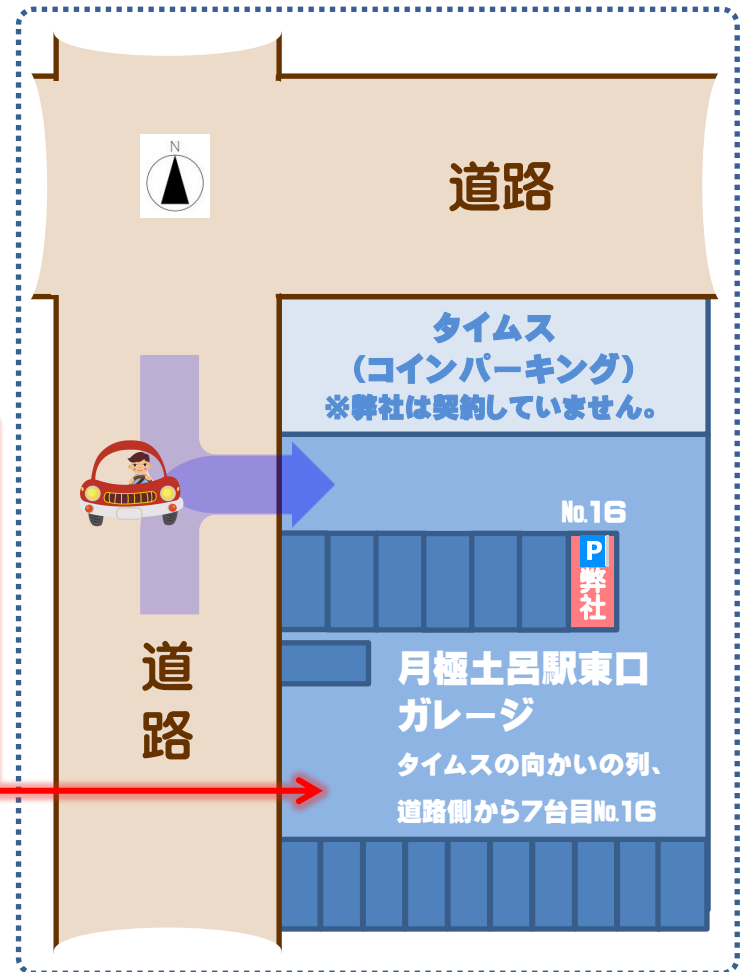 N
道路
タイムス
（コインパーキング）
※弊社は契約していません。
No.16
P
弊社
道路
月極土呂駅東口
ガレージ
タイムスの向かいの列、
道路側から7台目No.16